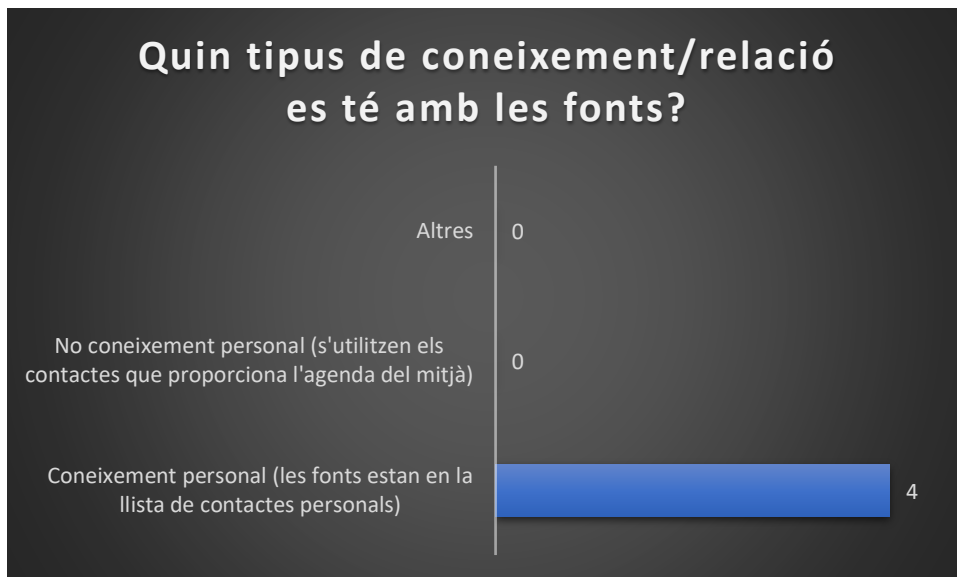 Quin tipus de coneixement/relació
es té amb les fonts?
Altres
0
No coneixement personal (s'utilitzen els
contactes que proporciona l'agenda del mitjà)
0
Coneixement personal (les fonts estan en la
llista de contactes personals)
4